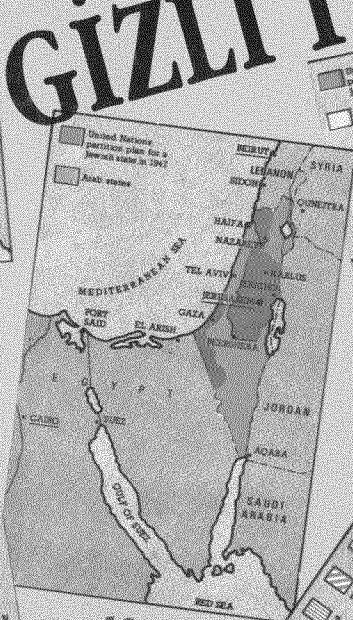 GİZLİ
United Nations
partition plan for a
Jewish state in 1947
Arab states
BEIRUT
LEBANON
SYRIA
SIDON
QUNEITRA
HAIFA
NAZARETH
MEDITERRANEAN SEA
TEL AVIV
NABLUS
JERICHO
JERUSALEM
GAZA
PORT
SAID
EL ARISH
BEERSHEBA
EGYPT
JORDAN
CAIRO
SUEZ
AQABA
GULF OF SUEZ
SAUDI
ARABIA
RED SEA